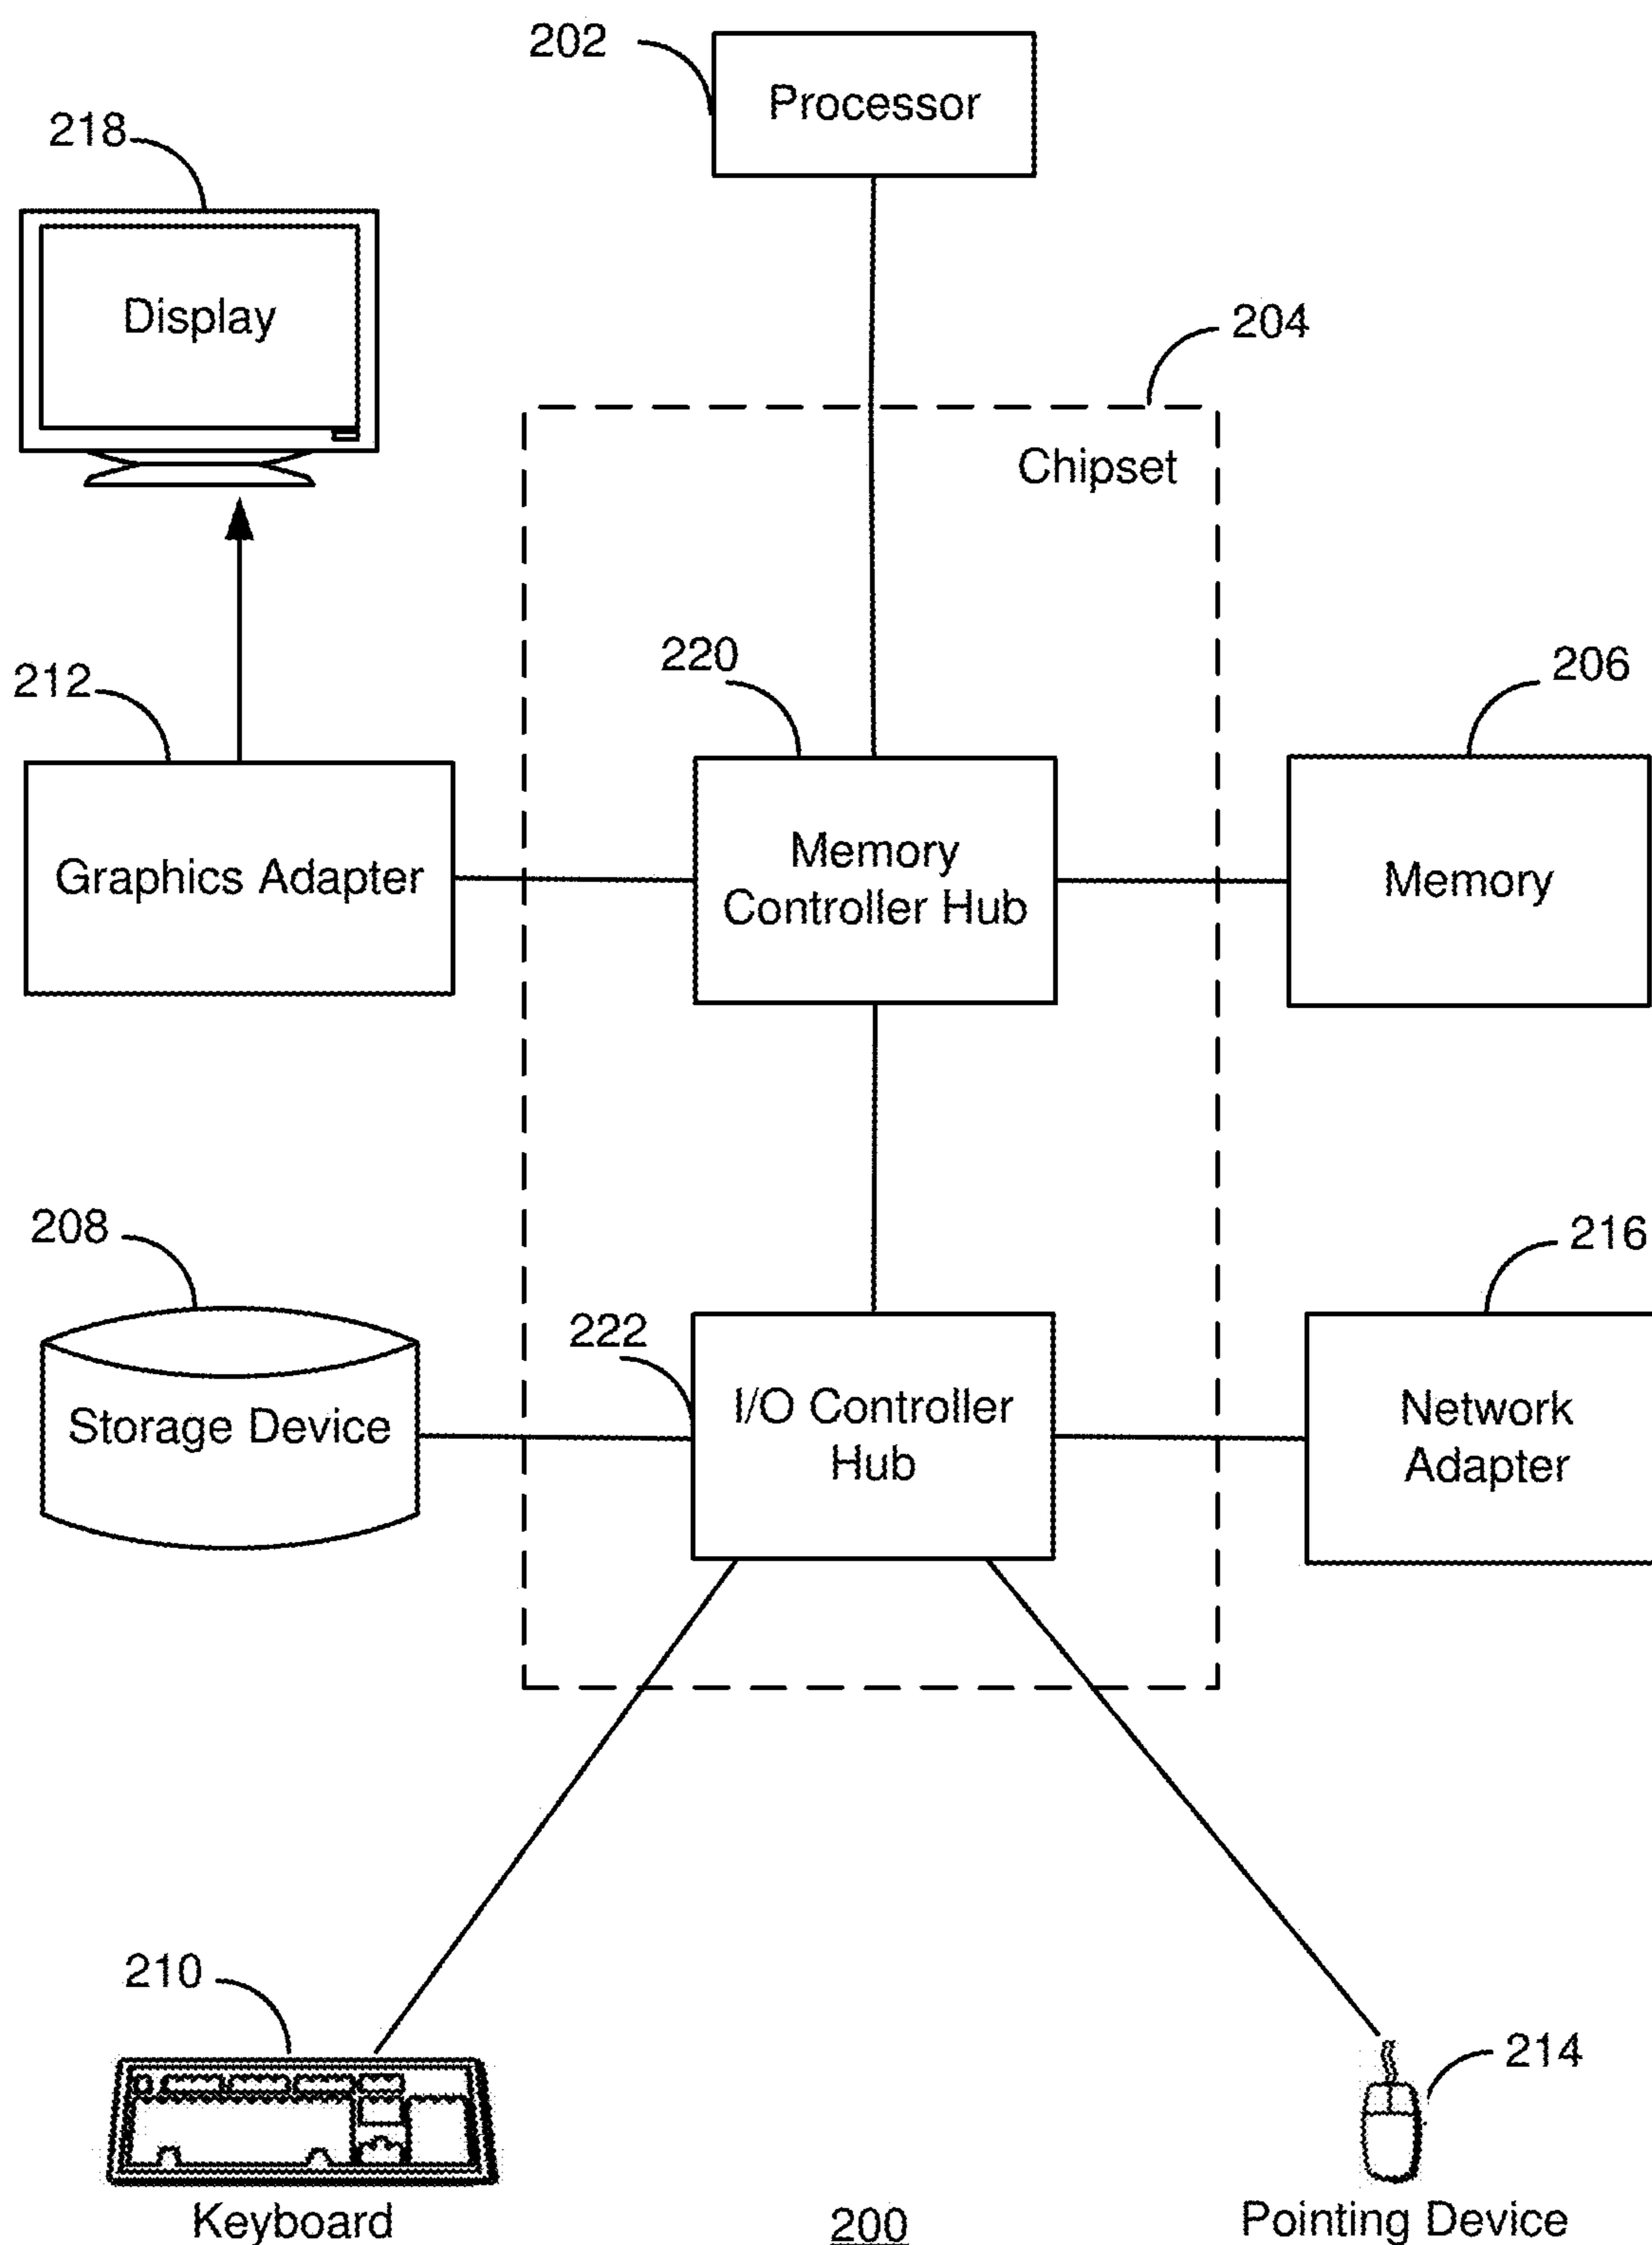 202
Processor
218
Display
204
Chipset
212
220
206
Graphics Adapter
Memory
Controller Hub
Memory
208
222
216
Storage Device
I/O Controller
Hub
Network
Adapter
210
214
Keyboard
200
Pointing Device